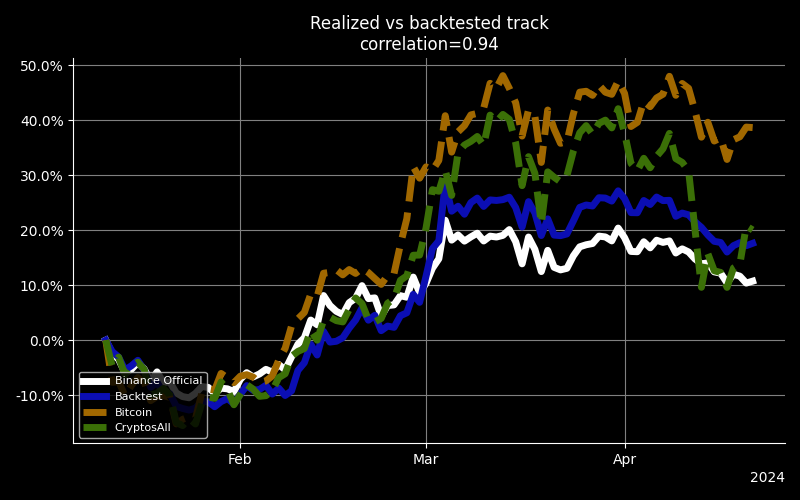 Realized vs backtested track
correlation=0.94
50.0%
40.0%
30.0%
20.0%
10.0%
0.0%
-10.0%
Binance Official
Backtest
Bitcoin
CryptosAll
Feb Mar Apr
2024